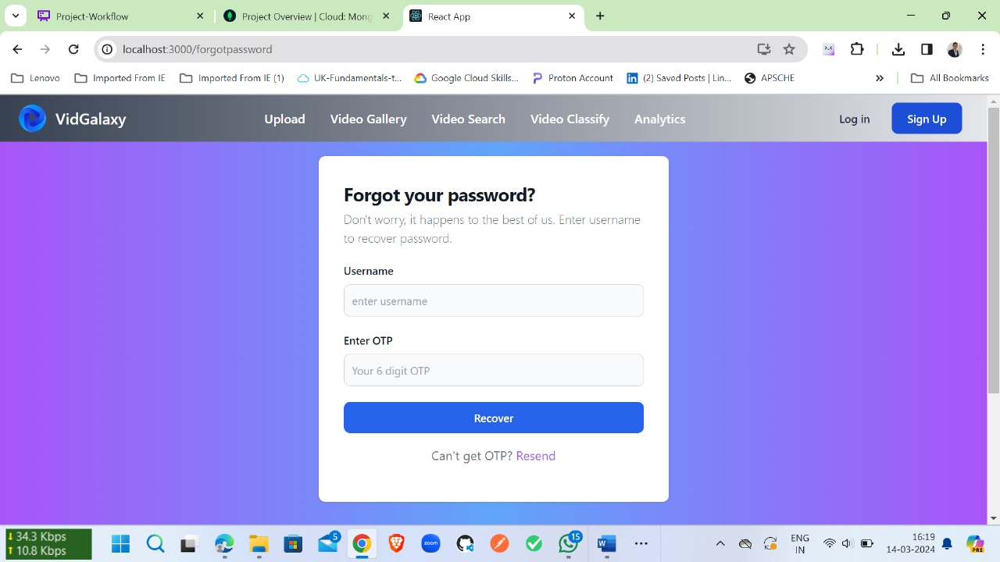 Project-Workflow
Project Overview | Cloud: Mong
React App
localhost:3000/forgotpassword
Lenovo
Imported From IE
Imported From IE (1)
UK-Fundamentals-t...
Google Cloud Skills...
Proton Account
(2) Saved Posts | Lin...
APSCHE
All Bookmarks
VidGalaxy
Upload
Video Gallery
Video Search
Video Classify
Analytics
Log in
Sign Up
Forgot your password?
Don't worry, it happens to the best of us. Enter username
to recover password.
Username
enter username
Enter OTP
Your 6 digit OTP
Recover
Can't get OTP? Resend
34.3 Kbps
10.8 Kbps
5
zoom
15
ENG
IN
16:19
14-03-2024
PRE